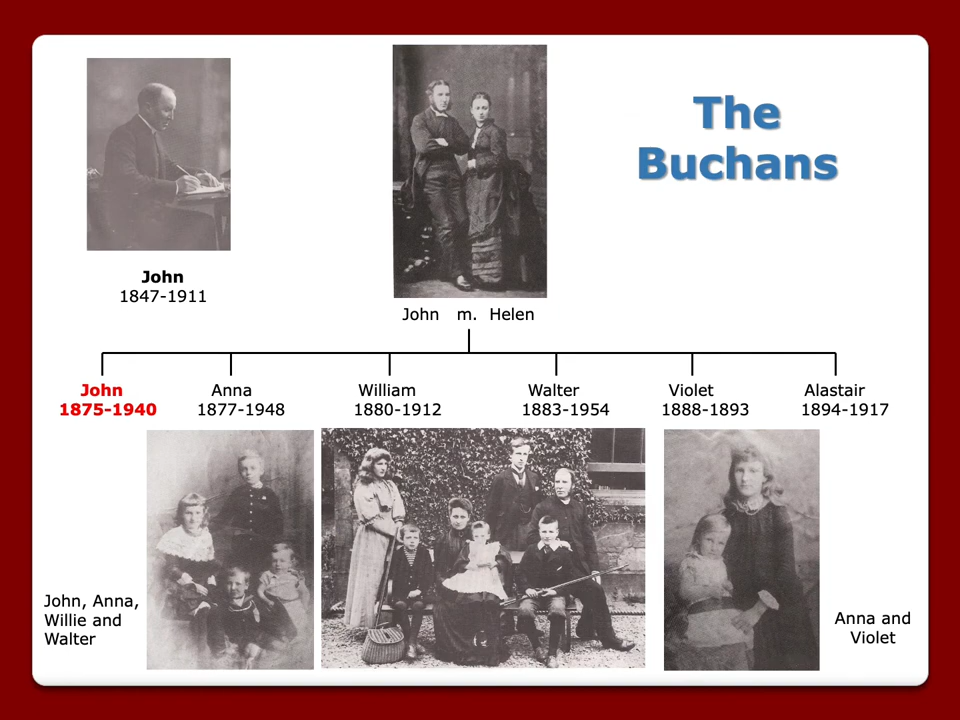 The
Buchans
John
1847-1911
John m. Helen
John
1875-1940
Anna
1877-1948
William
1880-1912
Walter
1883-1954
Violet
1888-1893
Alastair
1894-1917
John, Anna,
Willie and
Walter
Anna and
Violet